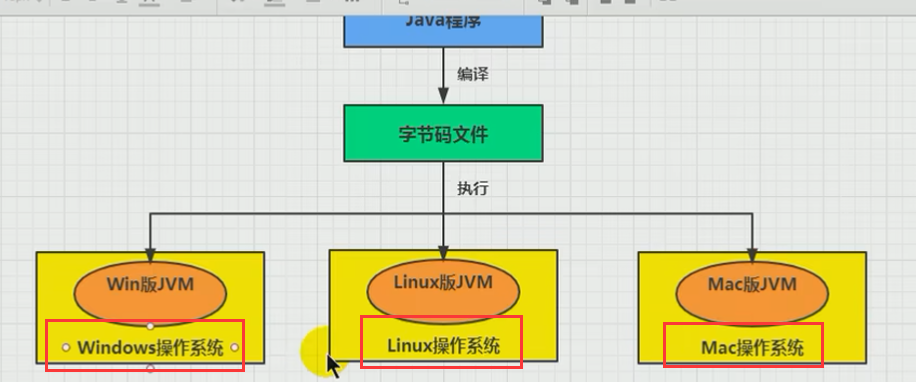 Java程序
编译
字节码文件
执行
Win版JVM
Linux版JVM
Mac版JVM
Windows操作系统
Linux操作系统
Mac操作系统